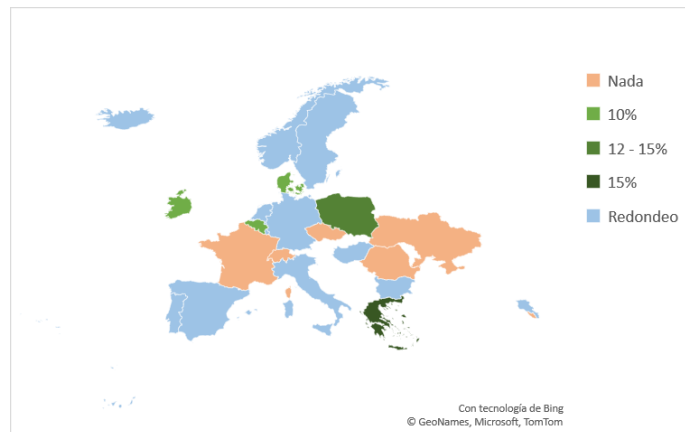 Nada
10%
12 - 15%
15%
Redondeo
Con tecnología de Bing
© GeoNames, Microsoft, TomTom